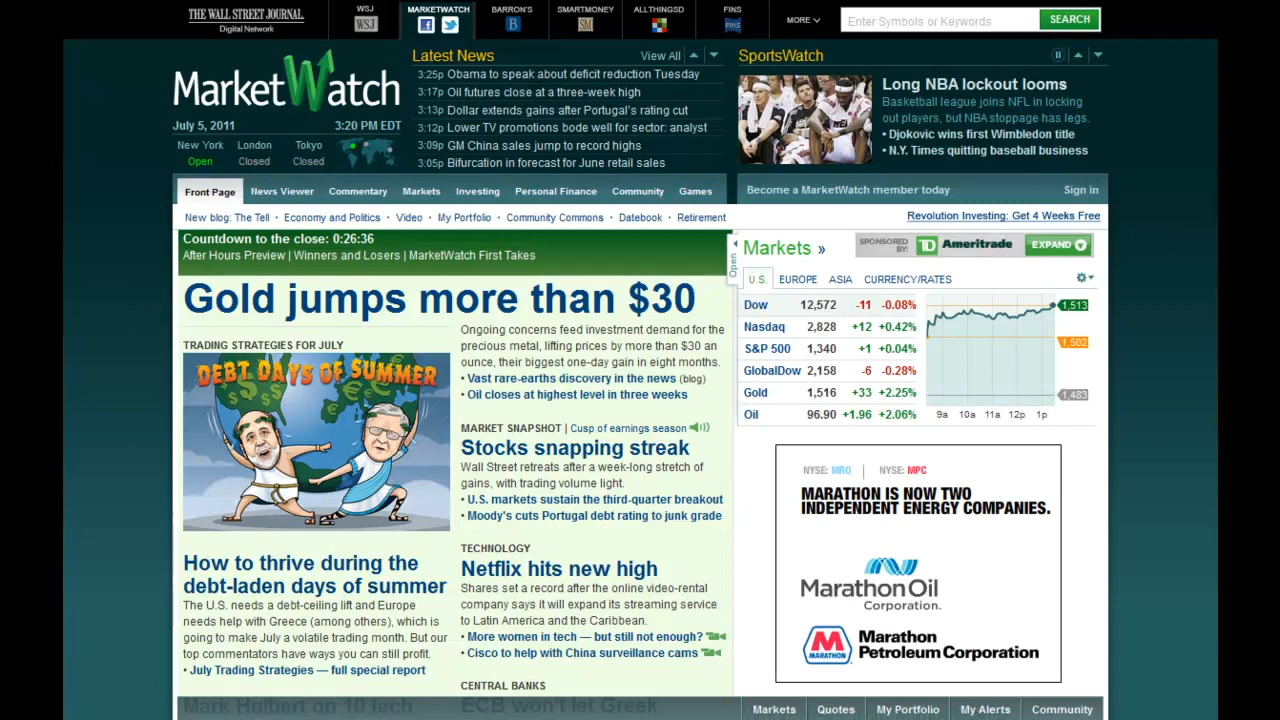 THE WALL STREET JOURNAL
Digital Network
WSJ
WSJ
MARKETWATCH
BARRON'S
B
SMARTMONEY
SM
ALLTHINGSD
FINS
FINS
MORE
Enter Symbols or Keywords
SEARCH
MarketWatch
July 5, 2011 3:20 PM EDT
New York London Tokyo
Open Closed Closed
Latest News View All
3:25p Obama to speak about deficit reduction Tuesday
3:17p Oil futures close at a three-week high
3:13p Dollar extends gains after Portugal's rating cut
3:12p Lower TV promotions bode well for sector: analyst
3:09p GM China sales jump to record highs
3:05p Bifurcation in forecast for June retail sales
SportsWatch
Long NBA lockout looms
Basketball league joins NFL in locking
out players, but NBA stoppage has legs.
• Djokovic wins first Wimbledon title
• N.Y. Times quitting baseball business
Front Page News Viewer Commentary Markets Investing Personal Finance Community Games
Become a MarketWatch member today Sign in
New blog: The Tell • Economy and Politics • Video • My Portfolio • Community Commons • Datebook • Retirement
Revolution Investing: Get 4 Weeks Free
Countdown to the close: 0:26:36
After Hours Preview | Winners and Losers | MarketWatch First Takes
Gold jumps more than $30
TRADING STRATEGIES FOR JULY
DEBT DAYS OF SUMMER
How to thrive during the
debt-laden days of summer
The U.S. needs a debt-ceiling lift and Europe
needs help with Greece (among others), which is
going to make July a volatile trading month. But our
top commentators have ways you can still profit.
• July Trading Strategies — full special report
Mark Hulbert on 10 tech
Ongoing concerns feed investment demand for the
precious metal, lifting prices by more than $30 an
ounce, their biggest one-day gain in eight months.
• Vast rare-earths discovery in the news (blog)
• Oil closes at highest level in three weeks
MARKET SNAPSHOT | Cusp of earnings season
Stocks snapping streak
Wall Street retreats after a week-long stretch of
gains, with trading volume light.
• U.S. markets sustain the third-quarter breakout
• Moody's cuts Portugal debt rating to junk grade
TECHNOLOGY
Netflix hits new high
Shares set a record after the online video-rental
company says it will expand its streaming service
to Latin America and the Caribbean.
• More women in tech — but still not enough?
• Cisco to help with China surveillance cams
CENTRAL BANKS
ECB won't let Greek
Open
Markets »
SPONSORED BY: TD Ameritrade EXPAND
U.S. EUROPE ASIA CURRENCY/RATES
Dow 12,572 -11 -0.08%
Nasdaq 2,828 +12 +0.42%
S&P 500 1,340 +1 +0.04%
GlobalDow 2,158 -6 -0.28%
Gold 1,516 +33 +2.25%
Oil 96.90 +1.96 +2.06%
1,513
1,502
1,483
9a 10a 11a 12p 1p
NYSE: MRO | NYSE: MPC
MARATHON IS NOW TWO
INDEPENDENT ENERGY COMPANIES.
Marathon Oil
Corporation.
M
MARATHON
Marathon
Petroleum Corporation
Markets Quotes My Portfolio My Alerts Community